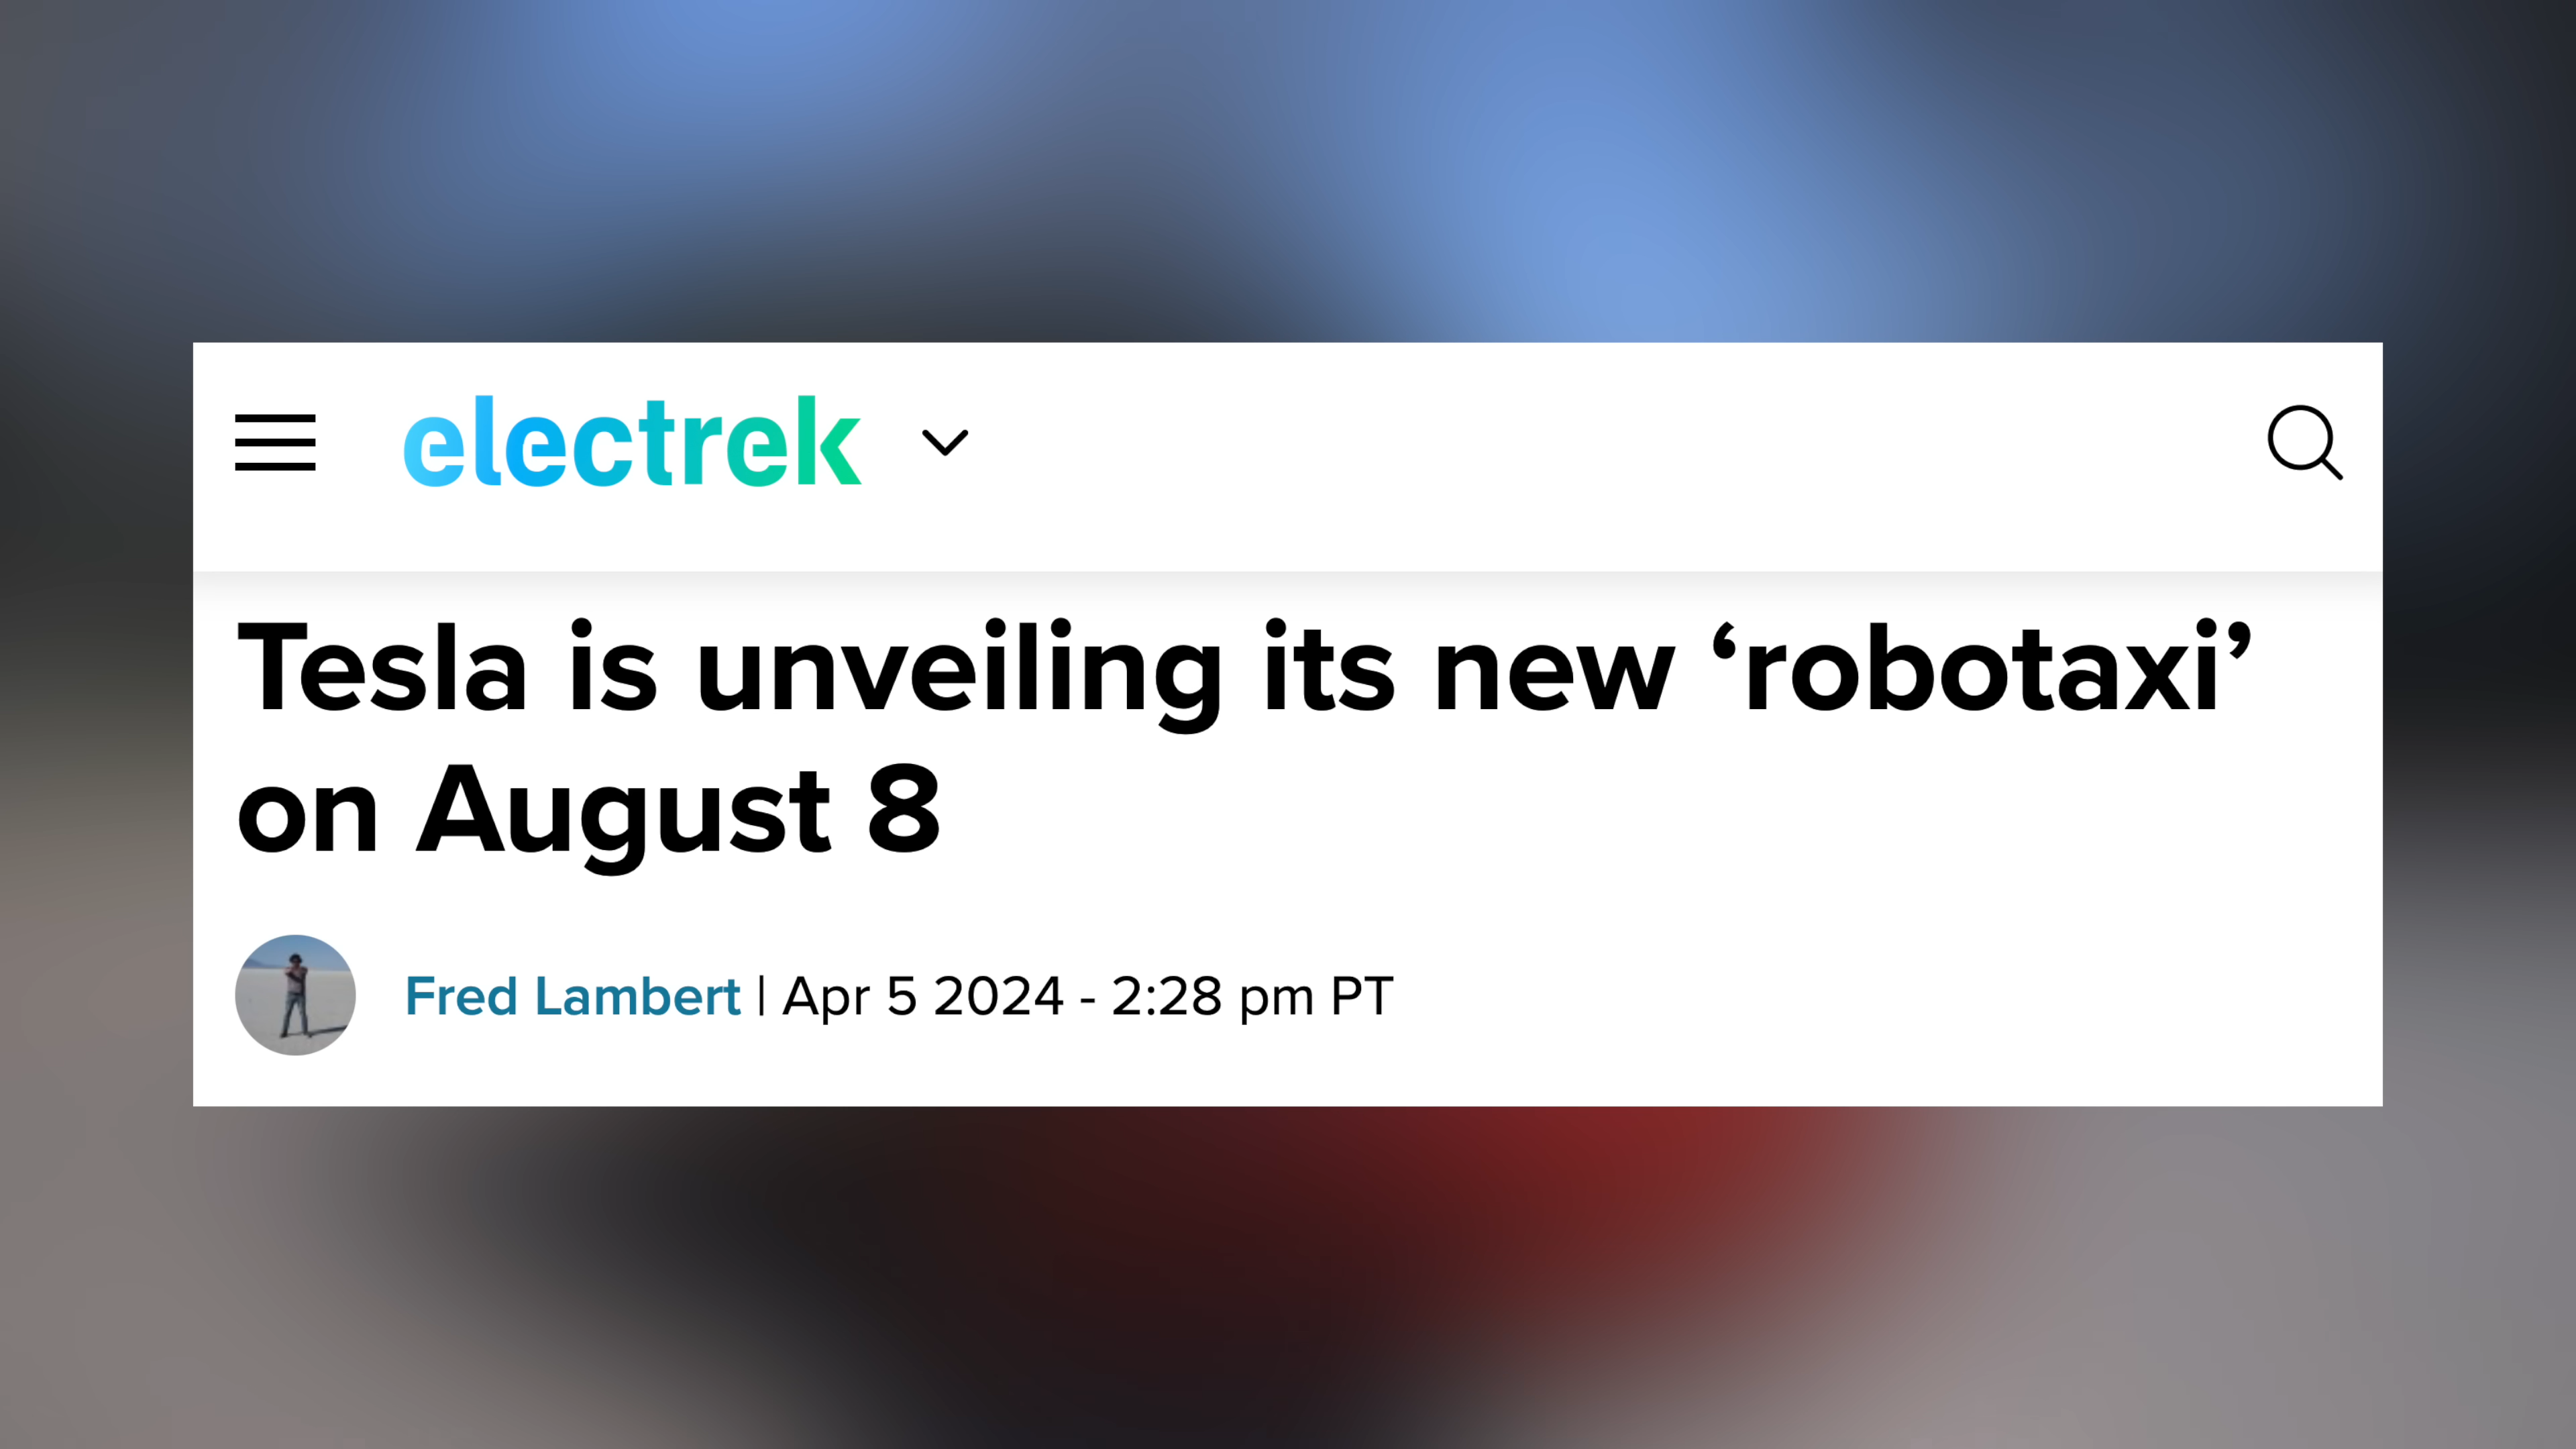 electrek
Tesla is unveiling its new ‘robotaxi’
on August 8
Fred Lambert | Apr 5 2024 - 2:28 pm PT